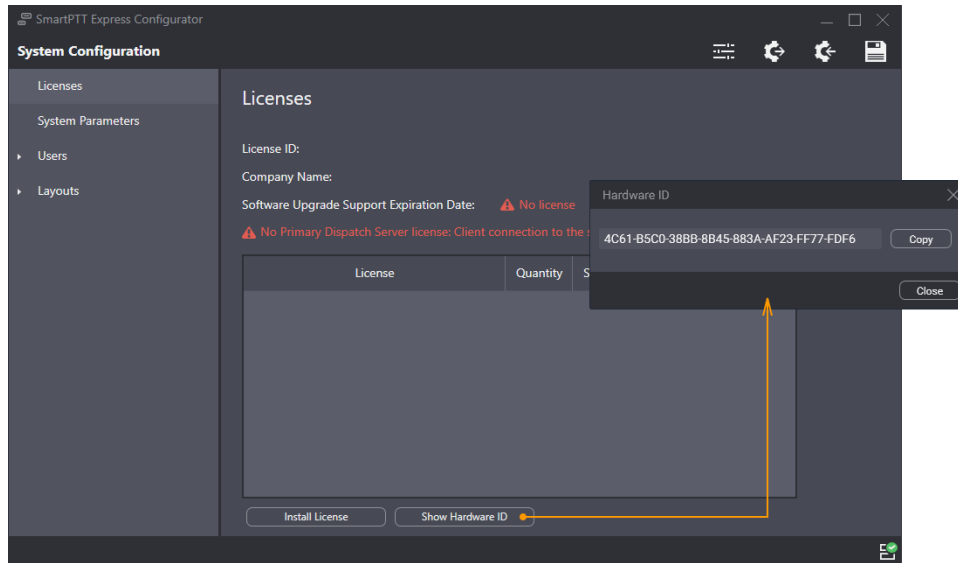 SmartPTT Express Configurator
System Configuration
Licenses
System Parameters
Users
Layouts
Licenses
License ID:
Company Name:
Software Upgrade Support Expiration Date: No license
No Primary Dispatch Server license: Client connection to the
License Quantity
Install License Show Hardware ID
Hardware ID
4C61-B5C0-38BB-8B45-883A-AF23-FF77-FDF6 Copy
Close